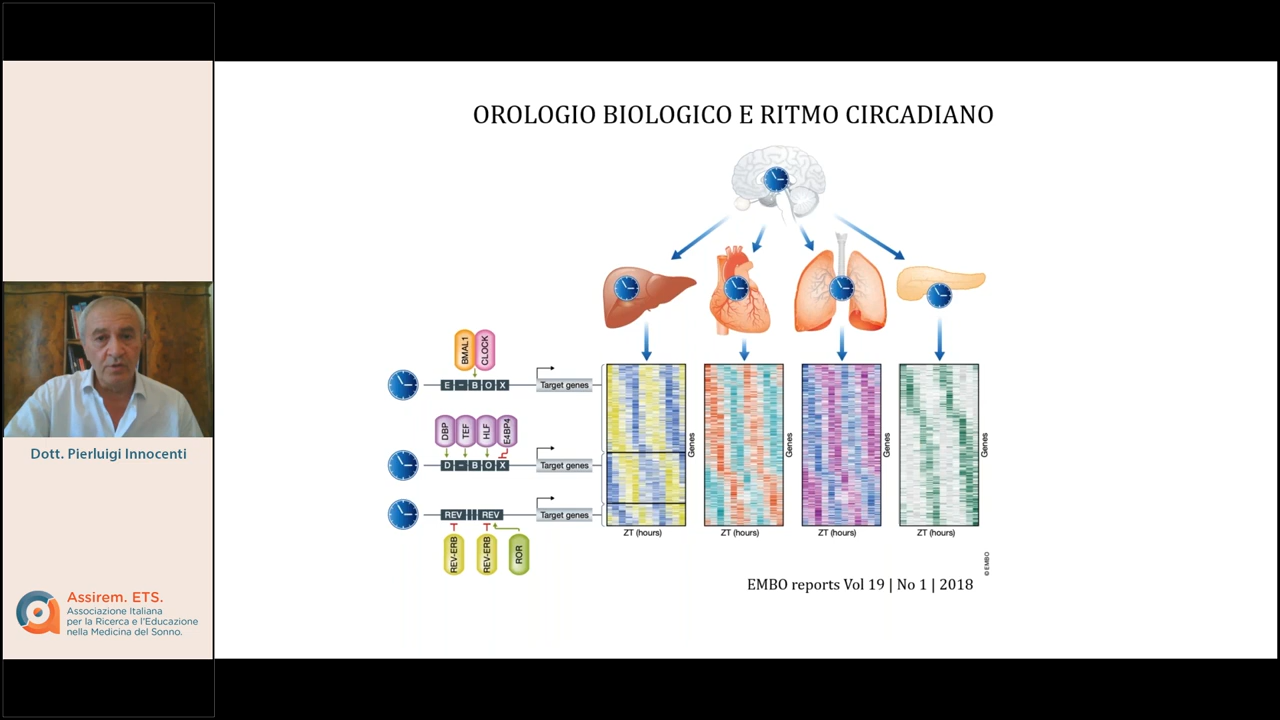 OROLOGIO BIOLOGICO E RITMO CIRCADIANO
BMAL1
CLOCK
E - B O X
Target genes
DBP
TEF
HLF
E4BP4
D - B O X
Target genes
REV REV
Target genes
REV-ERB
REV-ERB
ROR
Genes
Genes
Genes
Genes
ZT (hours)
ZT (hours)
ZT (hours)
ZT (hours)
© EMBO
EMBO reports Vol 19 | No 1 | 2018
Dott. Pierluigi Innocenti
Assirem. ETS.
Associazione Italiana
per la Ricerca e l'Educazione
nella Medicina del Sonno.